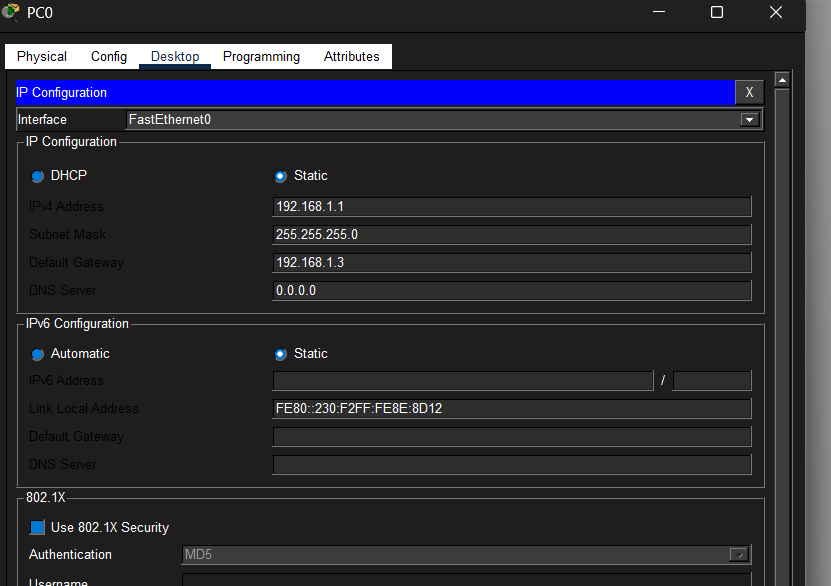 PC0
Physical Config Desktop Programming Attributes
IP Configuration X
Interface FastEthernet0
IP Configuration
DHCP Static
IPv4 Address 192.168.1.1
Subnet Mask 255.255.255.0
Default Gateway 192.168.1.3
DNS Server 0.0.0.0
IPv6 Configuration
Automatic Static
IPv6 Address /
Link Local Address FE80::230:F2FF:FE8E:8D12
Default Gateway
DNS Server
802.1X
Use 802.1X Security
Authentication MD5
Username